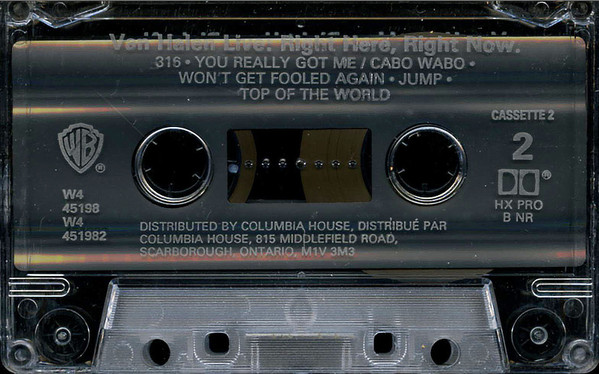 Van Halen Live: Right Here, Right Now.
316 • YOU REALLY GOT ME / CABO WABO •
WON'T GET FOOLED AGAIN • JUMP •
TOP OF THE WORLD
CASSETTE 2
2
WB
®
®
HX PRO
B NR
W4
45198
W4
451982
DISTRIBUTED BY COLUMBIA HOUSE, DISTRIBUÉ PAR
COLUMBIA HOUSE, 815 MIDDLEFIELD ROAD,
SCARBOROUGH, ONTARIO, M1V 3M3